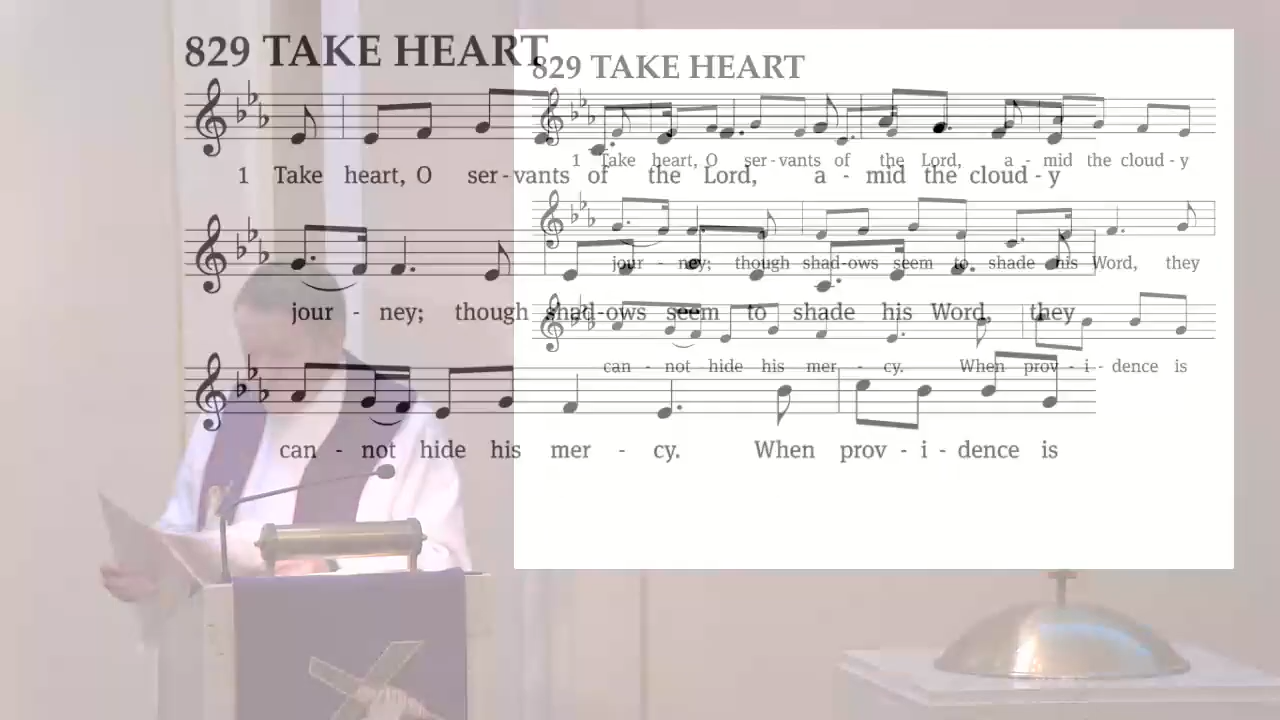 829 TAKE HEART
1 Take heart, O ser - vants of the Lord, a - mid the cloud - y
jour - ney; though shad - ows seem to shade his Word, they
can - not hide his mer - cy. When prov - i - dence is
829 TAKE HEART
1 Take heart, O ser - vants of the Lord, a - mid the cloud - y
jour - ney; though shad - ows seem to shade his Word, they
can - not hide his mer - cy. When prov - i - dence is